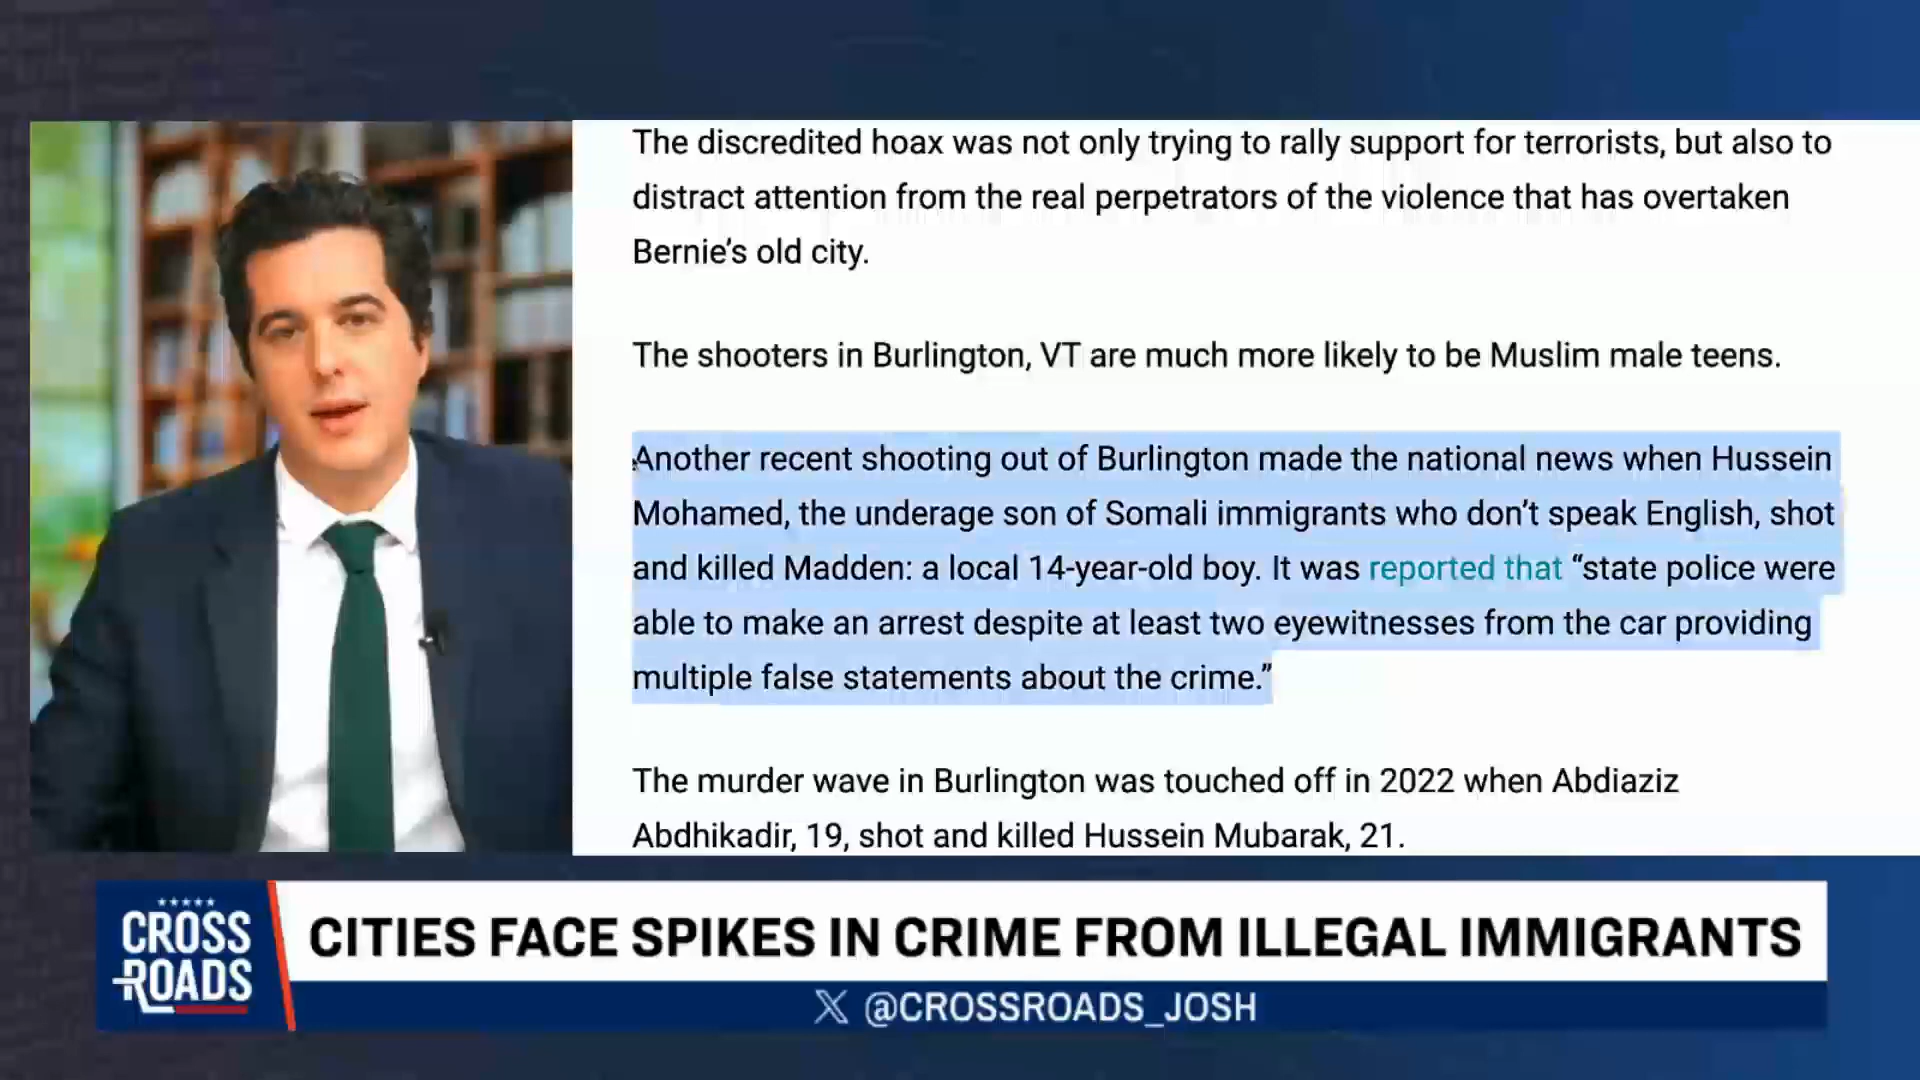 The discredited hoax was not only trying to rally support for terrorists, but also to
distract attention from the real perpetrators of the violence that has overtaken
Bernie’s old city.
The shooters in Burlington, VT are much more likely to be Muslim male teens.
Another recent shooting out of Burlington made the national news when Hussein
Mohamed, the underage son of Somali immigrants who don’t speak English, shot
and killed Madden: a local 14-year-old boy. It was reported that “state police were
able to make an arrest despite at least two eyewitnesses from the car providing
multiple false statements about the crime.”
The murder wave in Burlington was touched off in 2022 when Abdiaziz
Abdhikadir, 19, shot and killed Hussein Mubarak, 21.
CROSS
ROADS
CITIES FACE SPIKES IN CRIME FROM ILLEGAL IMMIGRANTS
X @CROSSROADS_JOSH